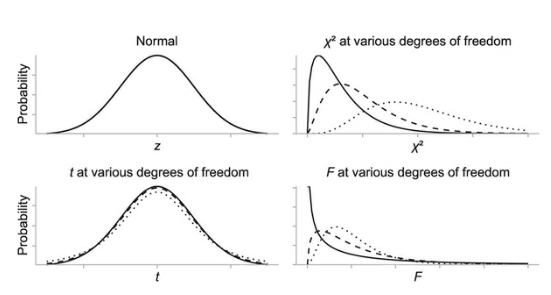 Normal
Probability
z
χ² at various degrees of freedom
χ²
t at various degrees of freedom
Probability
t
F at various degrees of freedom
F